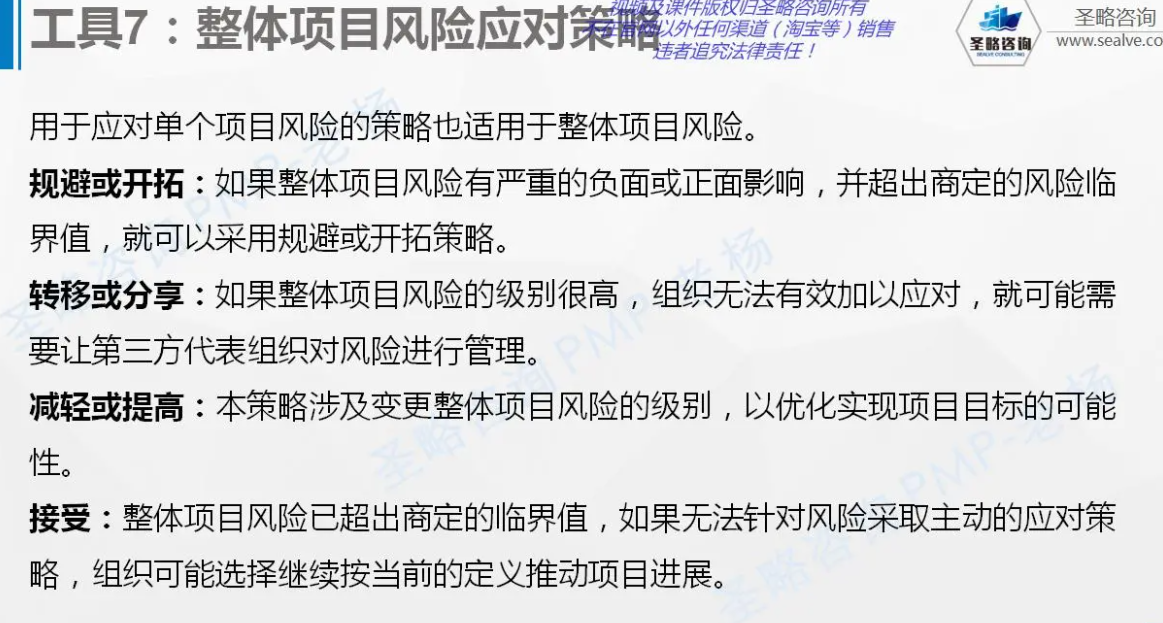 工具7：整体项目风险应对策略
视频及课件版权归圣略咨询所有
不在官网以外任何渠道（淘宝等）销售
违者追究法律责任！
圣略咨询
SEALVE CONSULTING
圣略咨询
www.sealve.co
用于应对单个项目风险的策略也适用于整体项目风险。
规避或开拓：如果整体项目风险有严重的负面或正面影响，并超出商定的风险临
界值，就可以采用规避或开拓策略。
转移或分享：如果整体项目风险的级别很高，组织无法有效加以应对，就可能需
要让第三方代表组织对风险进行管理。
减轻或提高：本策略涉及变更整体项目风险的级别，以优化实现项目目标的可能
性。
接受：整体项目风险已超出商定的临界值，如果无法针对风险采取主动的应对策
略，组织可能选择继续按当前的定义推动项目进展。
圣略咨询 PMP-老杨
圣略咨询 PMP-老杨
圣略咨询 PMP-老杨